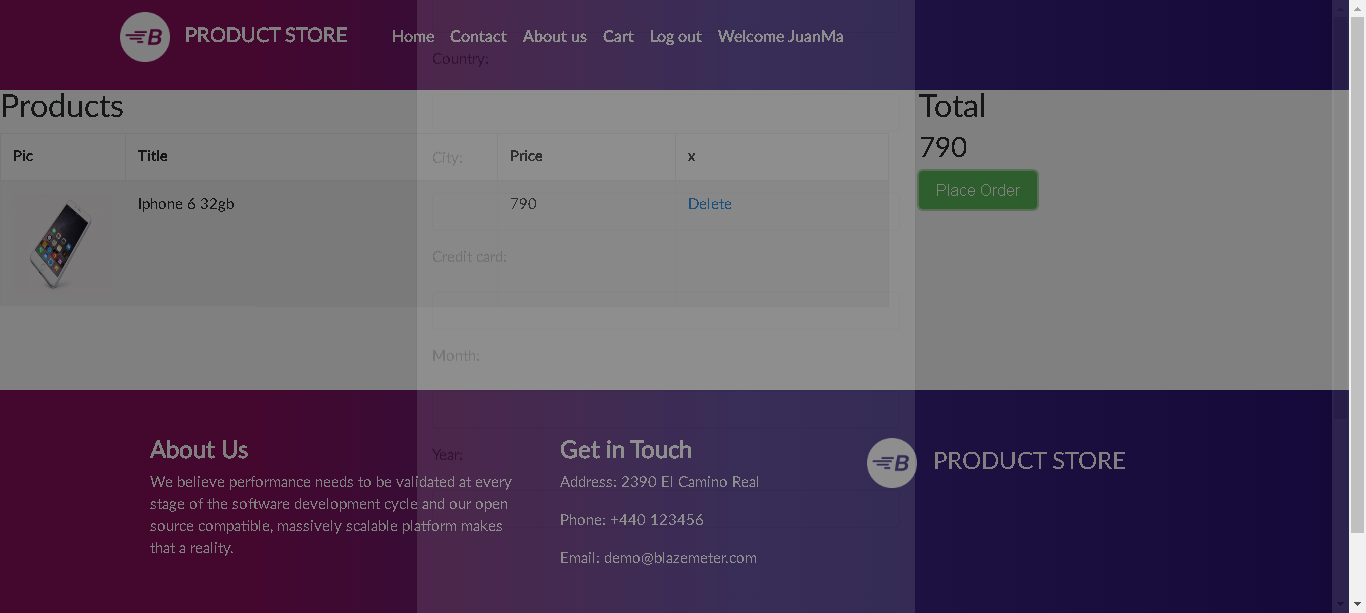 B PRODUCT STORE Home Contact About us Cart Log out Welcome JuanMa
Country:
Products
Total
790
Pic Title City: Price x
Place Order
Iphone 6 32gb 790 Delete
Credit card:
Month:
About Us
We believe performance needs to be validated at every
stage of the software development cycle and our open
source compatible, massively scalable platform makes
that a reality.
Year:
Get in Touch
Address: 2390 El Camino Real
Phone: +440 123456
Email: demo@blazemeter.com
B PRODUCT STORE